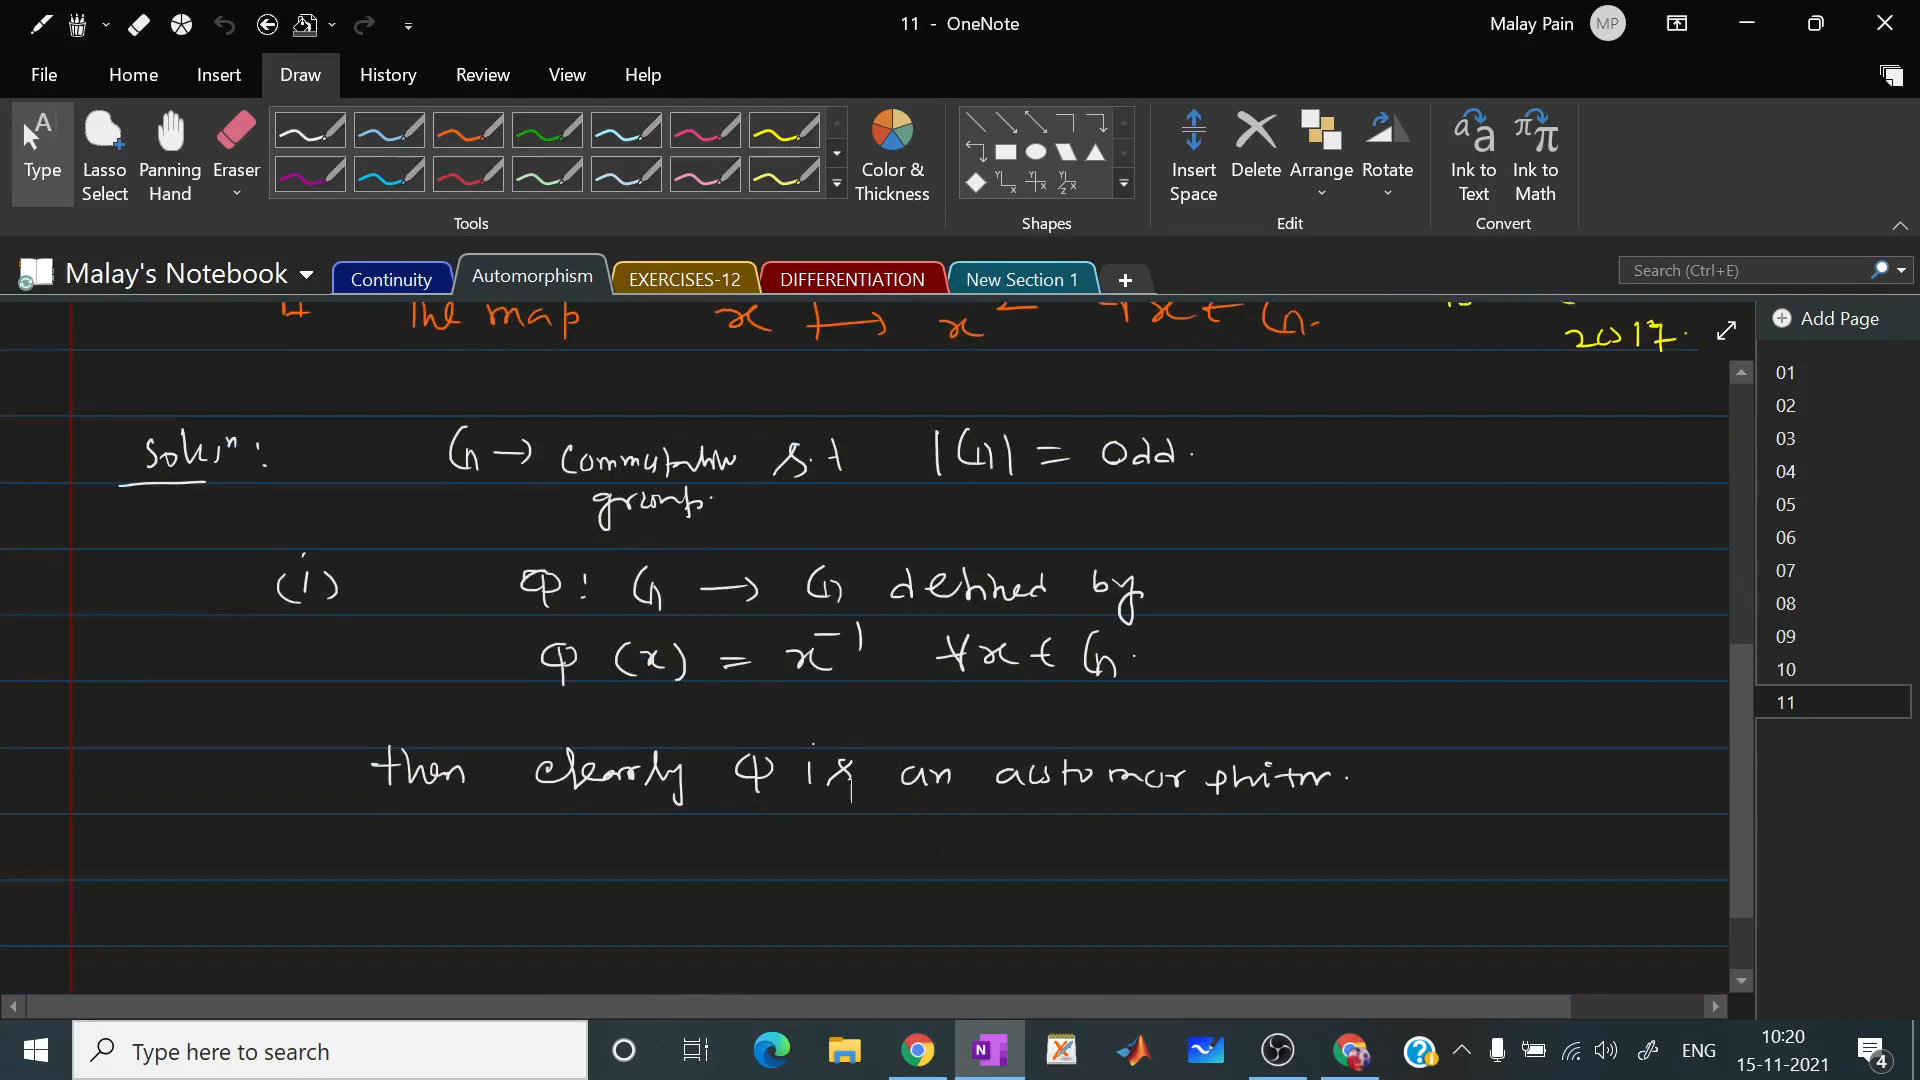 11 - OneNote
Malay Pain MP
File Home Insert Draw History Review View Help
Type
Lasso Select
Panning Hand
Eraser
Color & Thickness
Insert Space
Delete
Arrange
Rotate
Ink to Text
Ink to Math
Tools
Shapes
Edit
Convert
Malay's Notebook
Continuity
Automorphism
EXERCISES-12
DIFFERENTIATION
New Section 1
Search (Ctrl+E)
Add Page
01
02
03
04
05
06
07
08
09
10
11
The map x ↦ x ∀ x ∈ G.
2017.
Solⁿ: G → commutative s.t |G| = odd.
group.
(i) φ: G → G defined by
φ (x) = x⁻¹ ∀x ∈ G.
then clearly φ is an automorphism.
Type here to search
ENG
10:20
15-11-2021
4